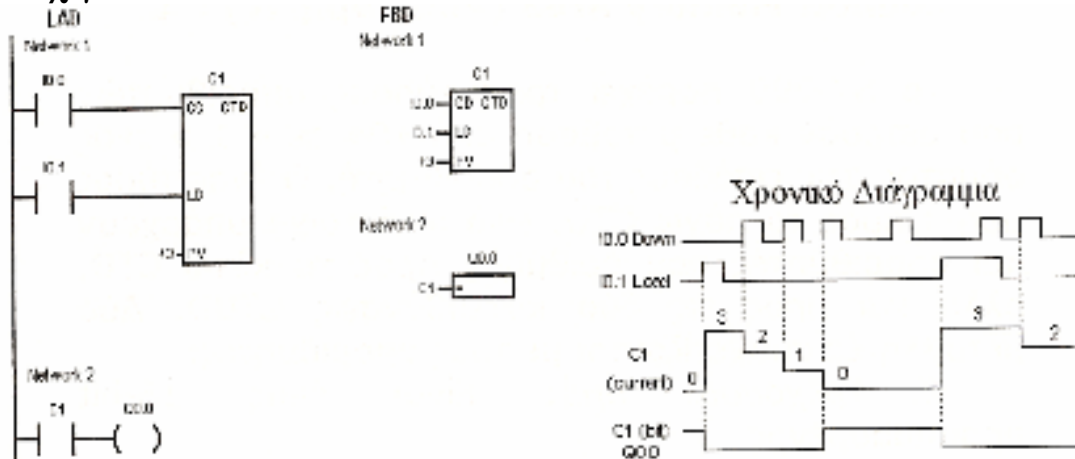 LAD
Network 1
I0.0
C1
CD CTD
I0.1
LD
PV
Network 2
C1
Q0.0
FBD
Network 1
C1
I0.0 CD CTD
I0.1 LD
PV
Network 2
Q0.0
C1 =
Χρονικό Διάγραμμα
I0.0 Down
I0.1 Load
3
2
1
0
3
2
C1
(current)
0
C1 (bit)
Q0.0